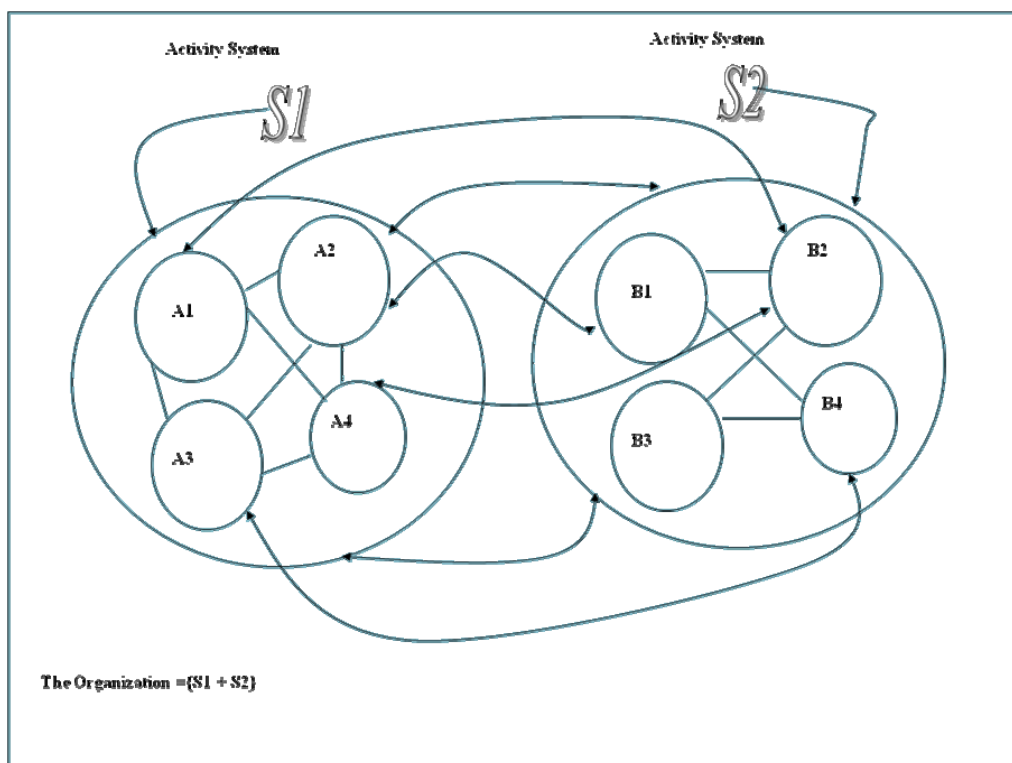 Activity System
Activity System
S1
S2
A2
B2
B1
A1
A4
B4
B3
A3
The Organization ={S1 + S2}